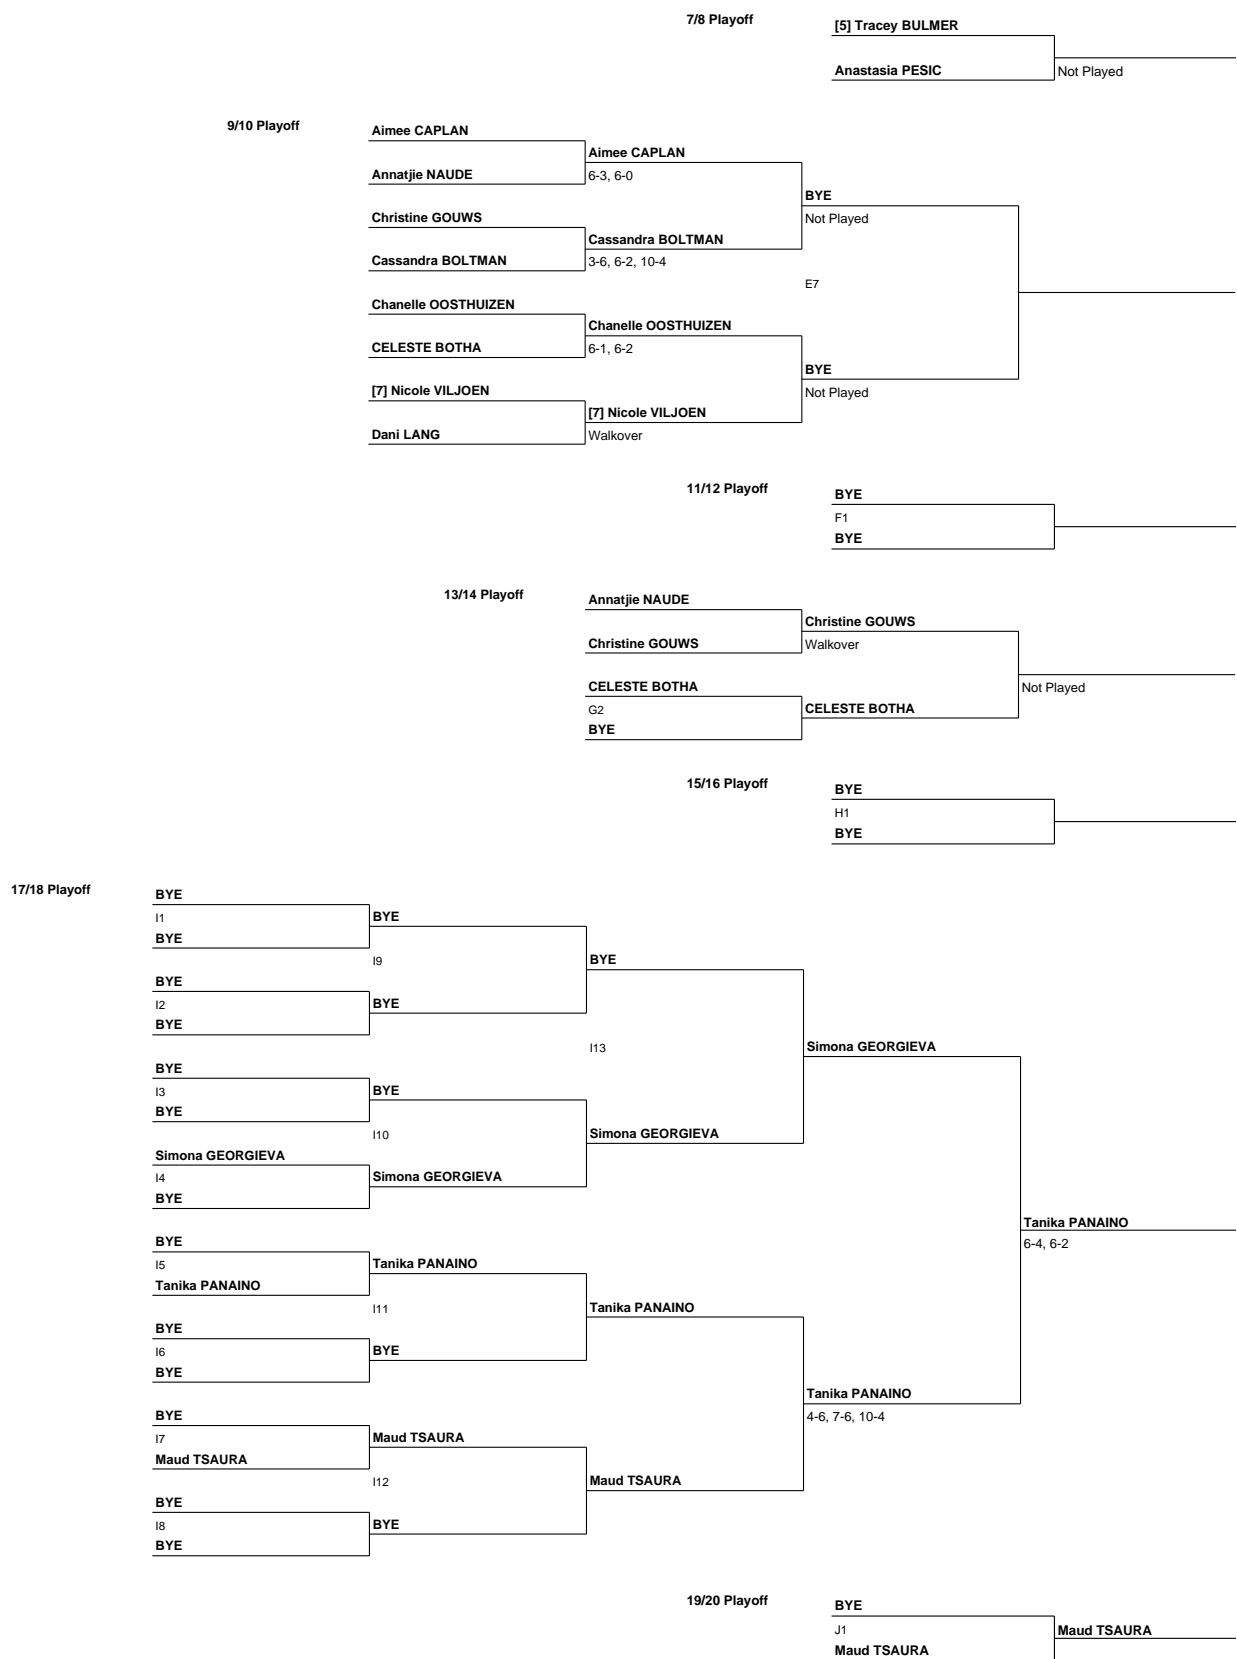 7/8 Playoff
[5] Tracey BULMER
Anastasia PESIC
Not Played
9/10 Playoff
Aimee CAPLAN
Aimee CAPLAN
Annatjie NAUDE
6-3, 6-0
BYE
Christine GOUWS
Not Played
Cassandra BOLTMAN
Cassandra BOLTMAN
3-6, 6-2, 10-4
E7
Chanelle OOSTHUIZEN
Chanelle OOSTHUIZEN
CELESTE BOTHA
6-1, 6-2
BYE
[7] Nicole VILJOEN
Not Played
[7] Nicole VILJOEN
Dani LANG
Walkover
11/12 Playoff
BYE
F1
BYE
13/14 Playoff
Annatjie NAUDE
Christine GOUWS
Christine GOUWS
Walkover
CELESTE BOTHA
Not Played
G2
CELESTE BOTHA
BYE
15/16 Playoff
BYE
H1
BYE
17/18 Playoff
BYE
I1
BYE
BYE
I9
BYE
BYE
I2
BYE
BYE
I13
Simona GEORGIEVA
BYE
I3
BYE
BYE
I10
Simona GEORGIEVA
Simona GEORGIEVA
I4
Simona GEORGIEVA
BYE
Tanika PANAINO
6-4, 6-2
BYE
I5
Tanika PANAINO
Tanika PANAINO
I11
Tanika PANAINO
BYE
I6
BYE
BYE
Tanika PANAINO
4-6, 7-6, 10-4
BYE
I7
Maud TSAURA
Maud TSAURA
I12
Maud TSAURA
BYE
I8
BYE
BYE
19/20 Playoff
BYE
J1
Maud TSAURA
Maud TSAURA